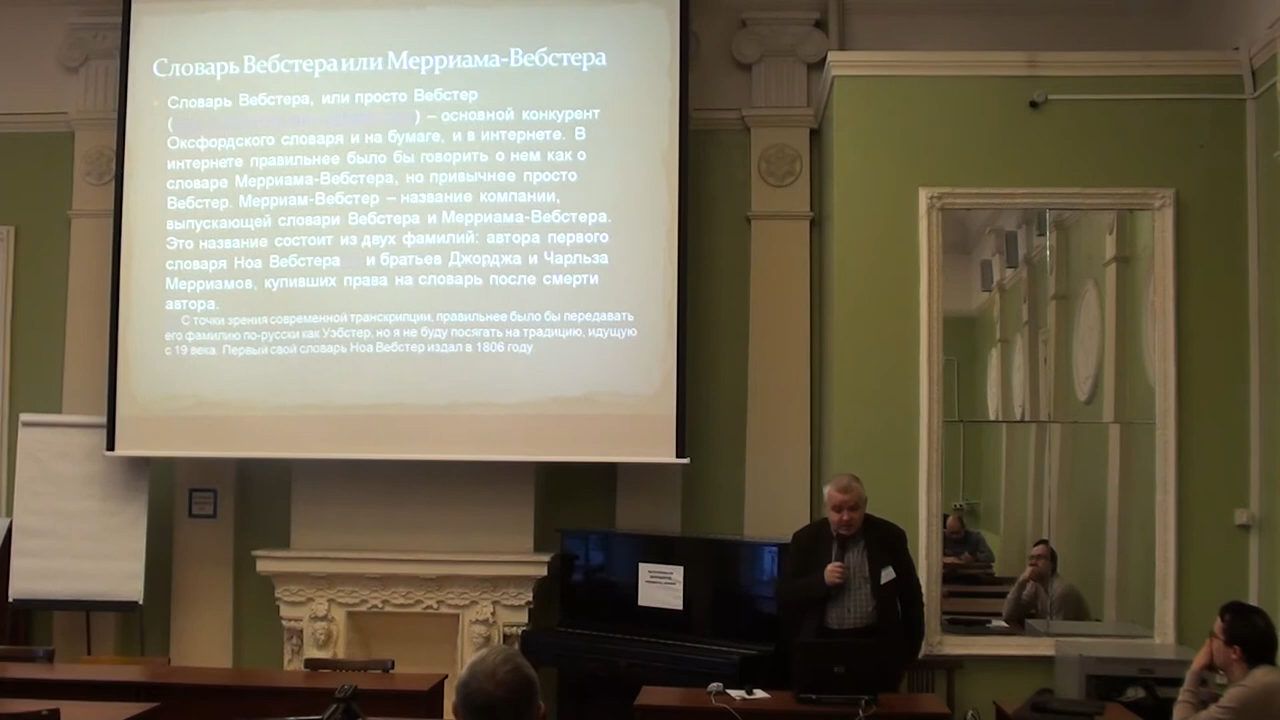 Словарь Вебстера или Мерриама-Вебстера
Словарь Вебстера, или просто Вебстер
( ) – основной конкурент
Оксфордского словаря и на бумаге, и в интернете. В
интернете правильнее было бы говорить о нем как о
словаре Мерриама-Вебстера, но привычнее просто
Вебстер. Мерриам-Вебстер – название компании,
выпускающей словари Вебстера и Мерриама-Вебстера.
Это название состоит из двух фамилий: автора первого
словаря Ноа Вебстера и братьев Джорджа и Чарльза
Мерриамов, купивших права на словарь после смерти
автора.
С точки зрения современной транскрипции, правильнее было бы передавать
его фамилию по-русски как Уэбстер, но я не буду посягать на традицию, идущую
с 19 века. Первый свой словарь Ноа Вебстер издал в 1806 году